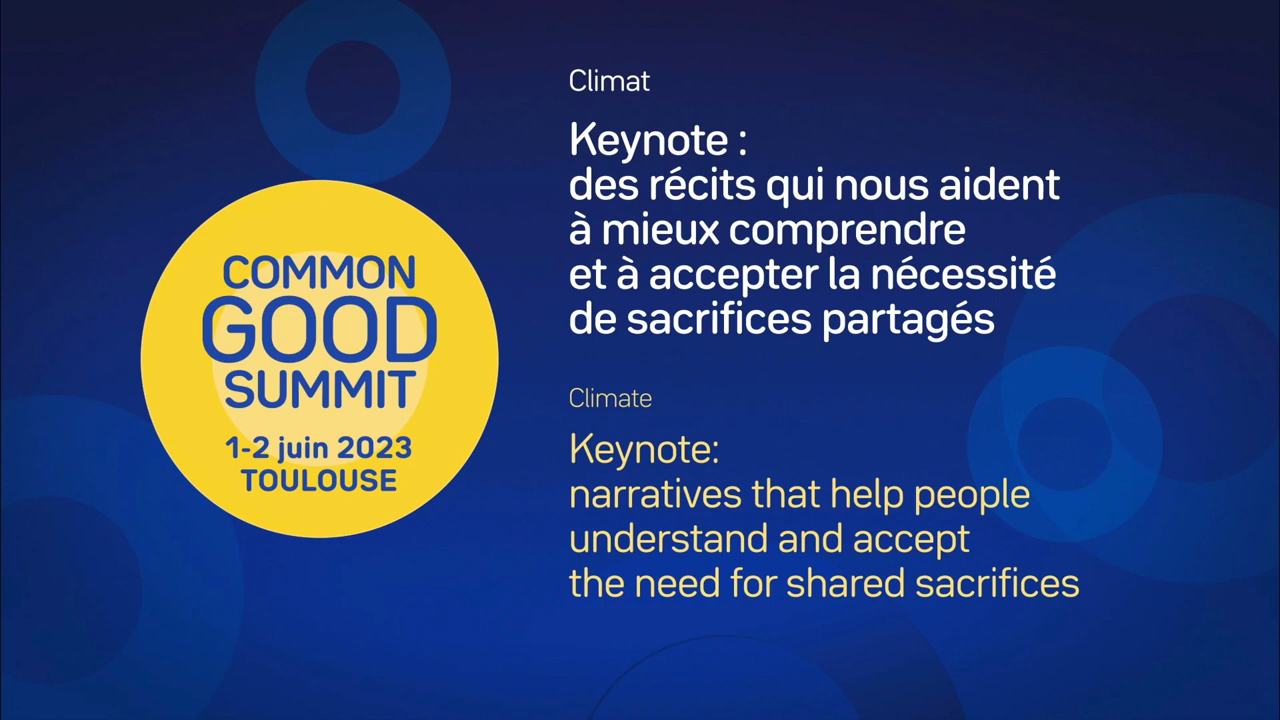 COMMON
GOOD
SUMMIT
1-2 juin 2023
TOULOUSE
Climat
Keynote :
des récits qui nous aident
à mieux comprendre
et à accepter la nécessité
de sacrifices partagés
Climate
Keynote:
narratives that help people
understand and accept
the need for shared sacrifices